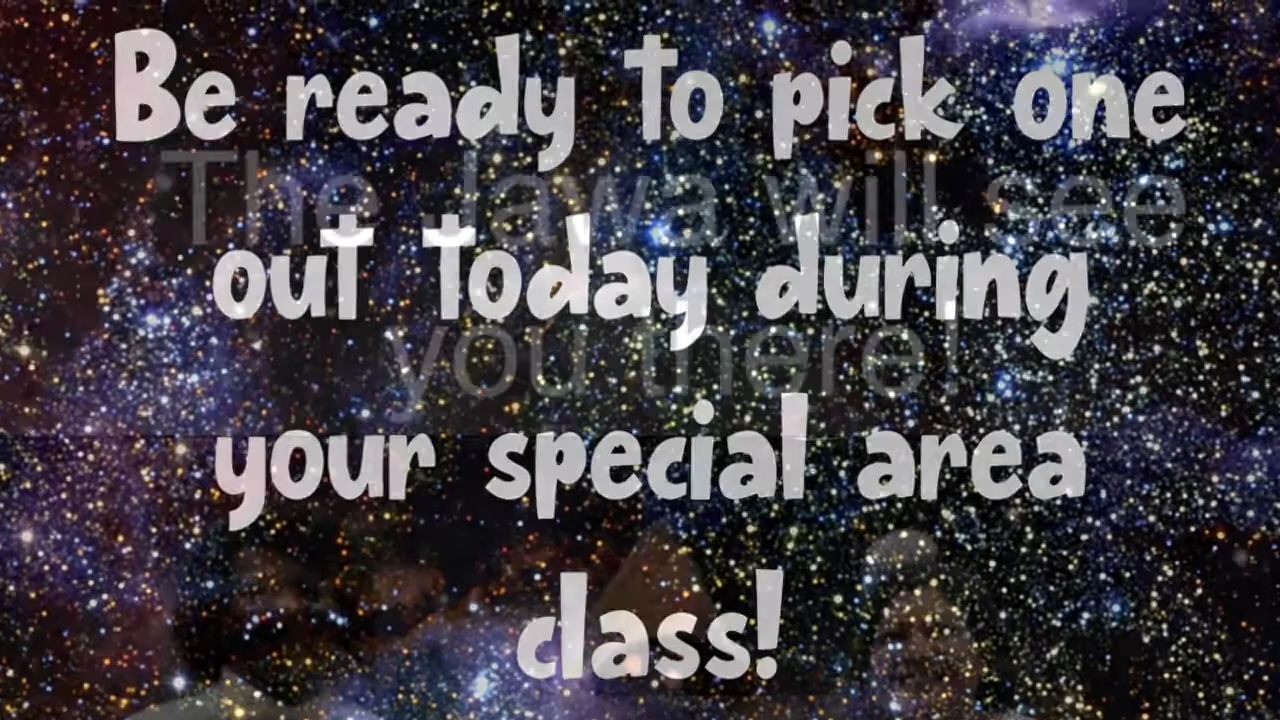 Be ready to pick one
The Jawa will see
out today during
you there!
your special area
class!